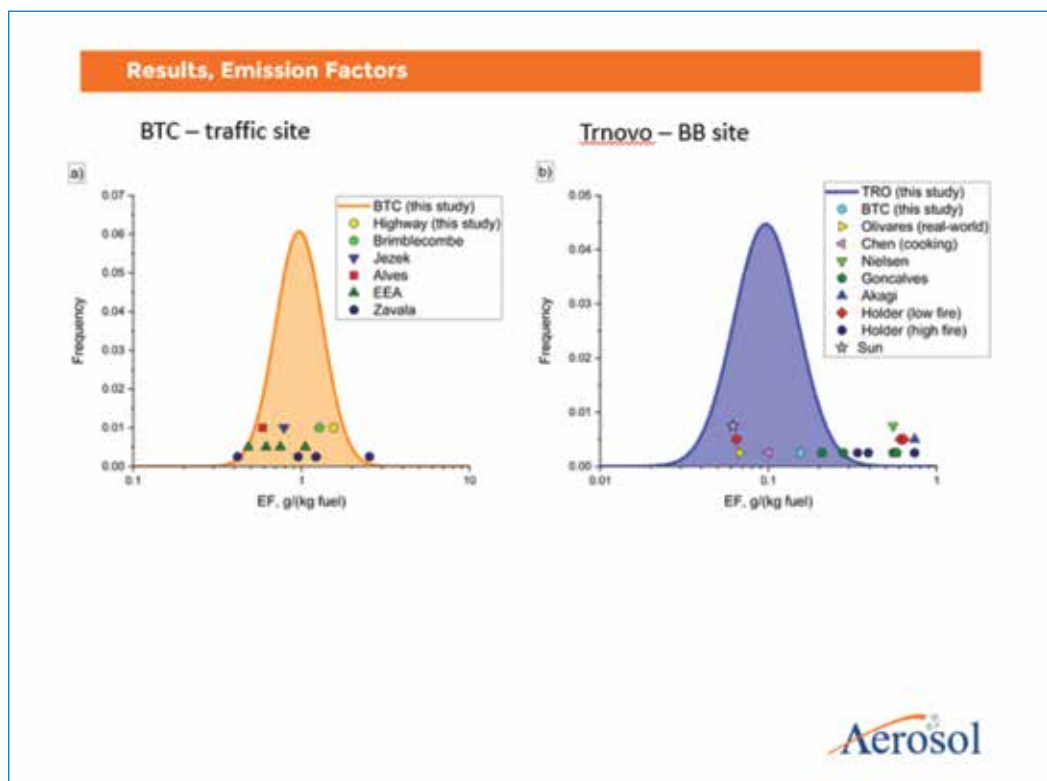 Results, Emission Factors
BTC – traffic site
Trnovo – BB site
a)
0.07
0.06
0.05
0.04
0.03
0.02
0.01
0.00
Frequency
0.1
1
10
EF, g/(kg fuel)
BTC (this study)
Highway (this study)
Brimblecombe
Jezek
Alves
EEA
Zavala
b)
0.05
0.04
0.03
0.02
0.01
0.00
Frequency
0.01
0.1
1
EF, g/(kg fuel)
TRO (this study)
BTC (this study)
Olivares (real-world)
Chen (cooking)
Nielsen
Goncalves
Akagi
Holder (low fire)
Holder (high fire)
Sun
Aerosol